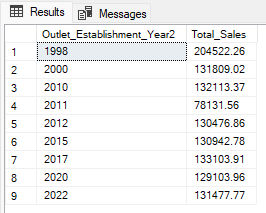 Results Messages
Outlet_Establishment_Year2 Total_Sales
1 1998 204522.26
2 2000 131809.02
3 2010 132113.37
4 2011 78131.56
5 2012 130476.86
6 2015 130942.78
7 2017 133103.91
8 2020 129103.96
9 2022 131477.77